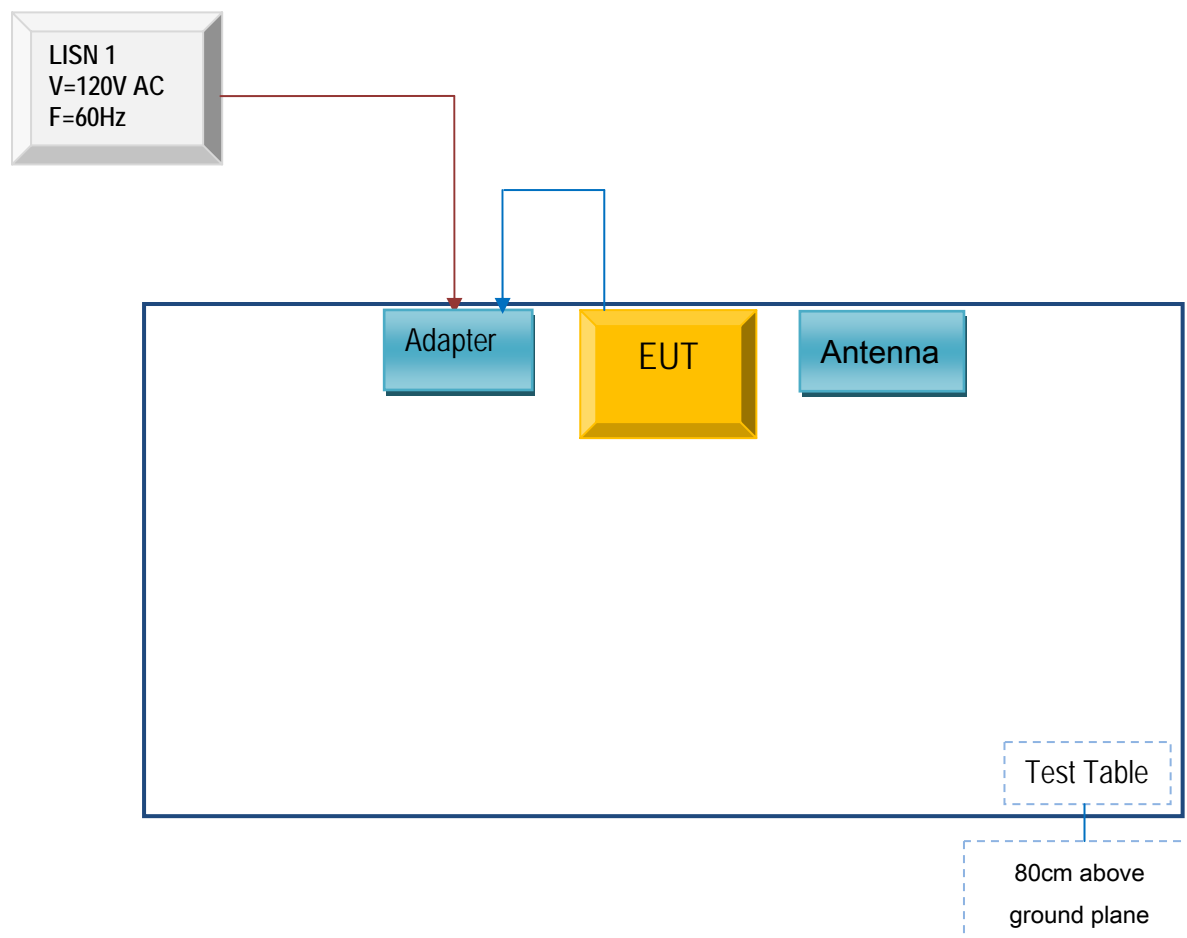 LISN 1
V=120V AC
F=60Hz
Adapter
EUT
Antenna
Test Table
80cm above
ground plane